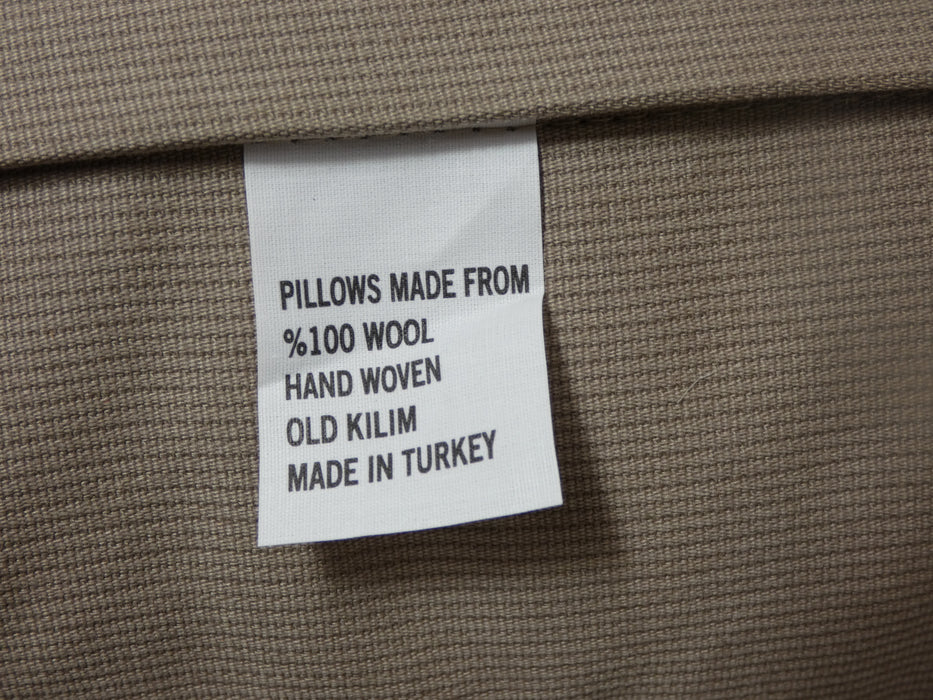 PILLOWS MADE FROM
%100 WOOL
HAND WOVEN
OLD KILIM
MADE IN TURKEY